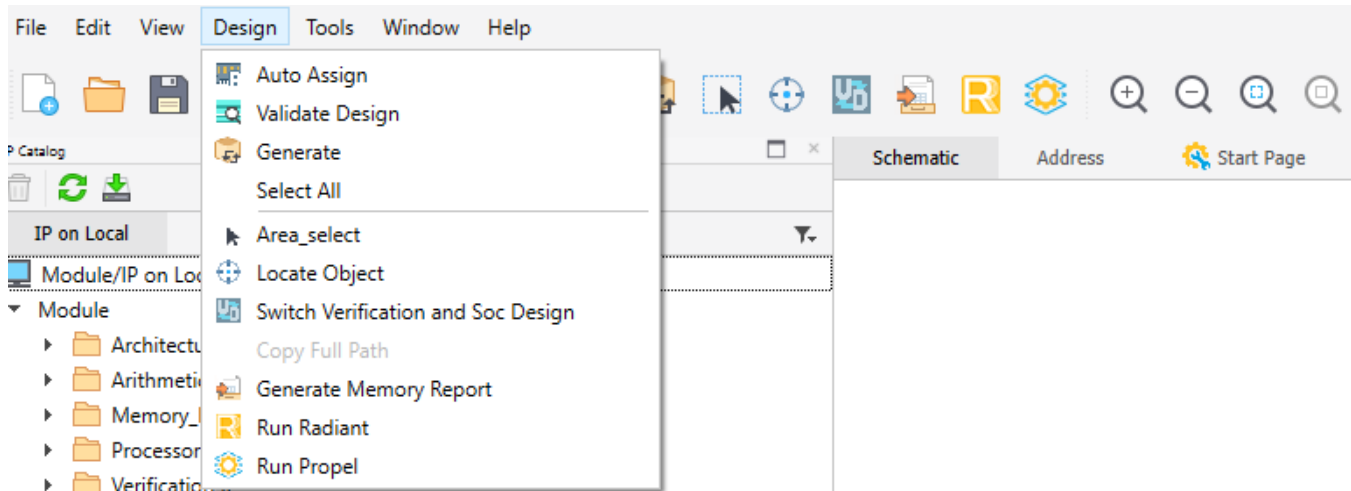 File Edit View Design Tools Window Help
Auto Assign
Validate Design
Generate
Select All
Area_select
Locate Object
Switch Verification and Soc Design
Copy Full Path
Generate Memory Report
Run Radiant
Run Propel
P Catalog
IP on Local
Module/IP on Loc
Module
Architectu
Arithmeti
Memory_
Processor
Verificatio
Schematic Address Start Page